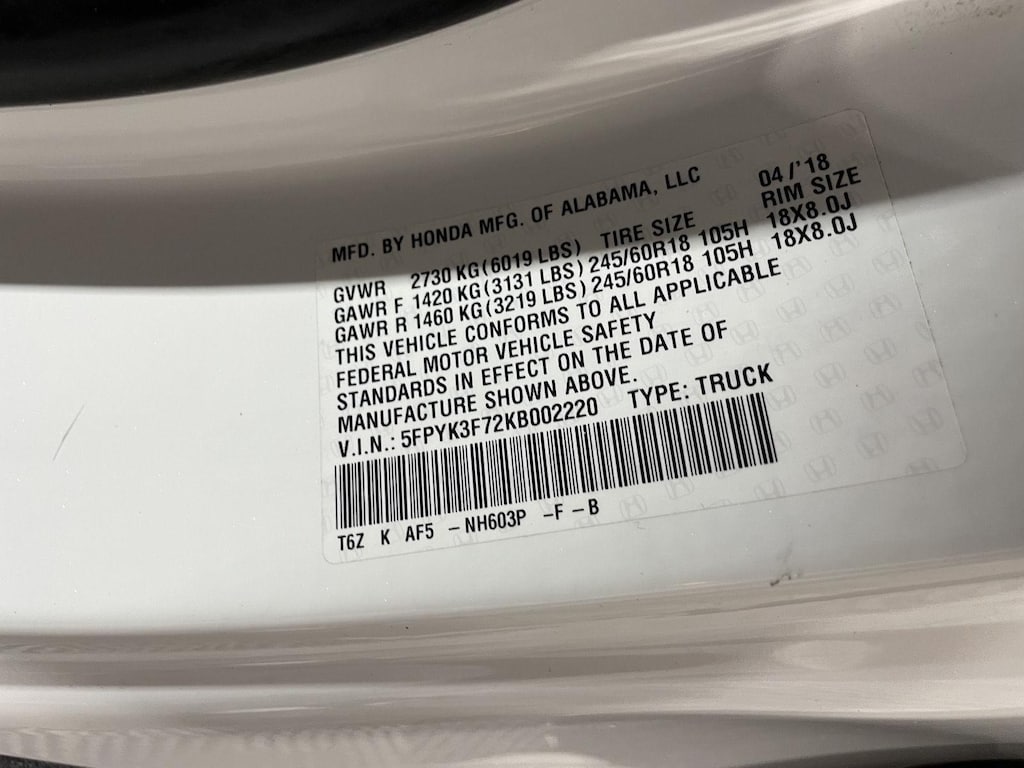 MFD. BY HONDA MFG. OF ALABAMA, LLC 04/'18
GVWR 2730 KG(6019 LBS) TIRE SIZE RIM SIZE
GAWR F 1420 KG(3131 LBS) 245/60R18 105H 18X8.0J
GAWR R 1460 KG(3219 LBS) 245/60R18 105H 18X8.0J
THIS VEHICLE CONFORMS TO ALL APPLICABLE
FEDERAL MOTOR VEHICLE SAFETY
STANDARDS IN EFFECT ON THE DATE OF
MANUFACTURE SHOWN ABOVE.
V.I.N.: 5FPYK3F72KB002220 TYPE: TRUCK
T6Z K AF5 -NH603P -F -B